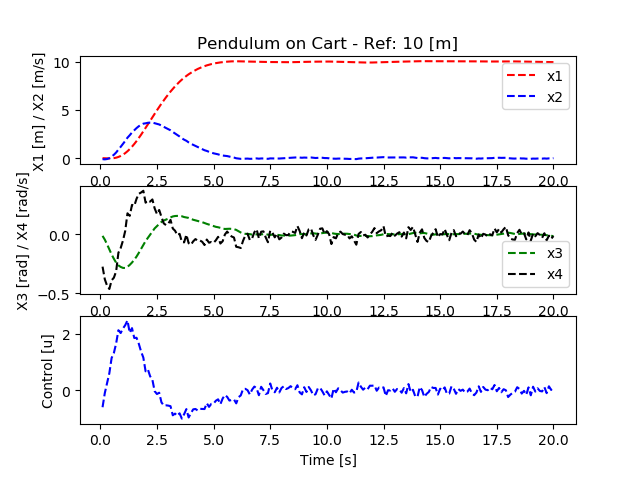 Pendulum on Cart - Ref: 10 [m]
X1 [m] / X2 [m/s]
10
5
0
x1
x2
0.0 2.5 5.0 7.5 10.0 12.5 15.0 17.5 20.0
X3 [rad] / X4 [rad/s]
0.0
−0.5
x3
x4
0.0 2.5 5.0 7.5 10.0 12.5 15.0 17.5 20.0
Control [u]
2
0
0.0 2.5 5.0 7.5 10.0 12.5 15.0 17.5 20.0
Time [s]